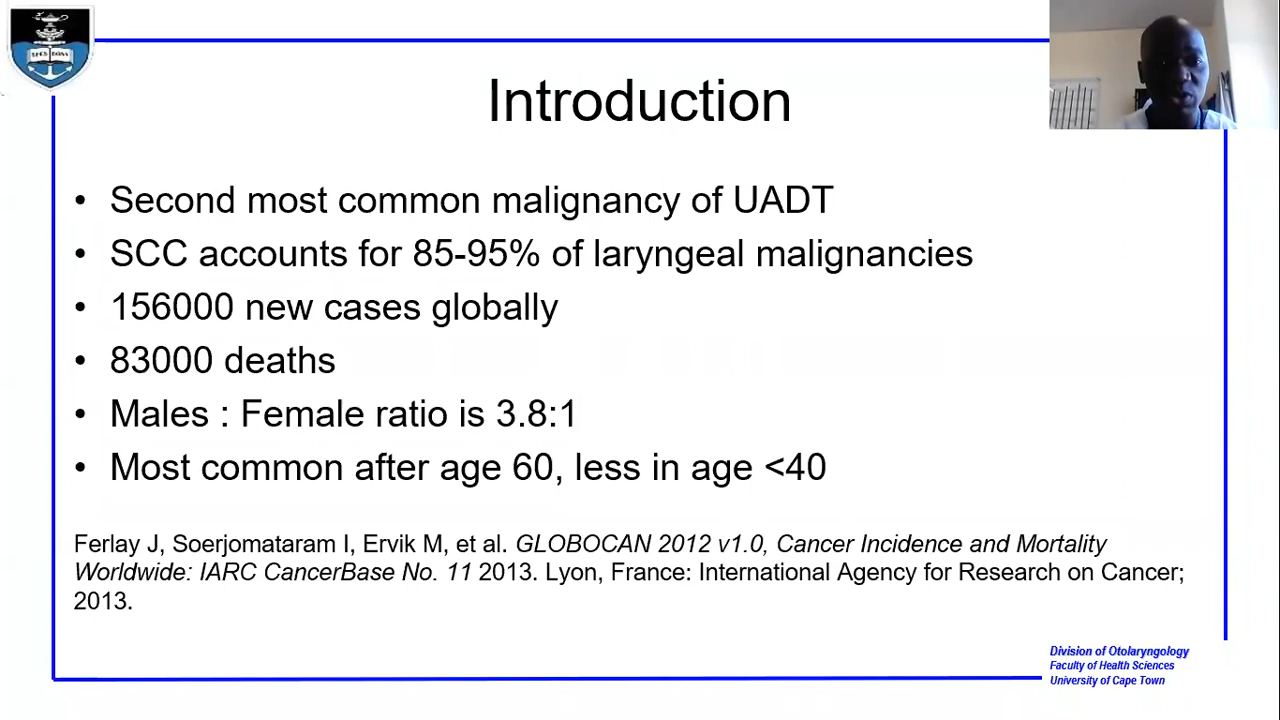 Introduction
• Second most common malignancy of UADT
• SCC accounts for 85-95% of laryngeal malignancies
• 156000 new cases globally
• 83000 deaths
• Males : Female ratio is 3.8:1
• Most common after age 60, less in age <40
Ferlay J, Soerjomataram I, Ervik M, et al. GLOBOCAN 2012 v1.0, Cancer Incidence and Mortality
Worldwide: IARC CancerBase No. 11 2013. Lyon, France: International Agency for Research on Cancer;
2013.
Division of Otolaryngology
Faculty of Health Sciences
University of Cape Town